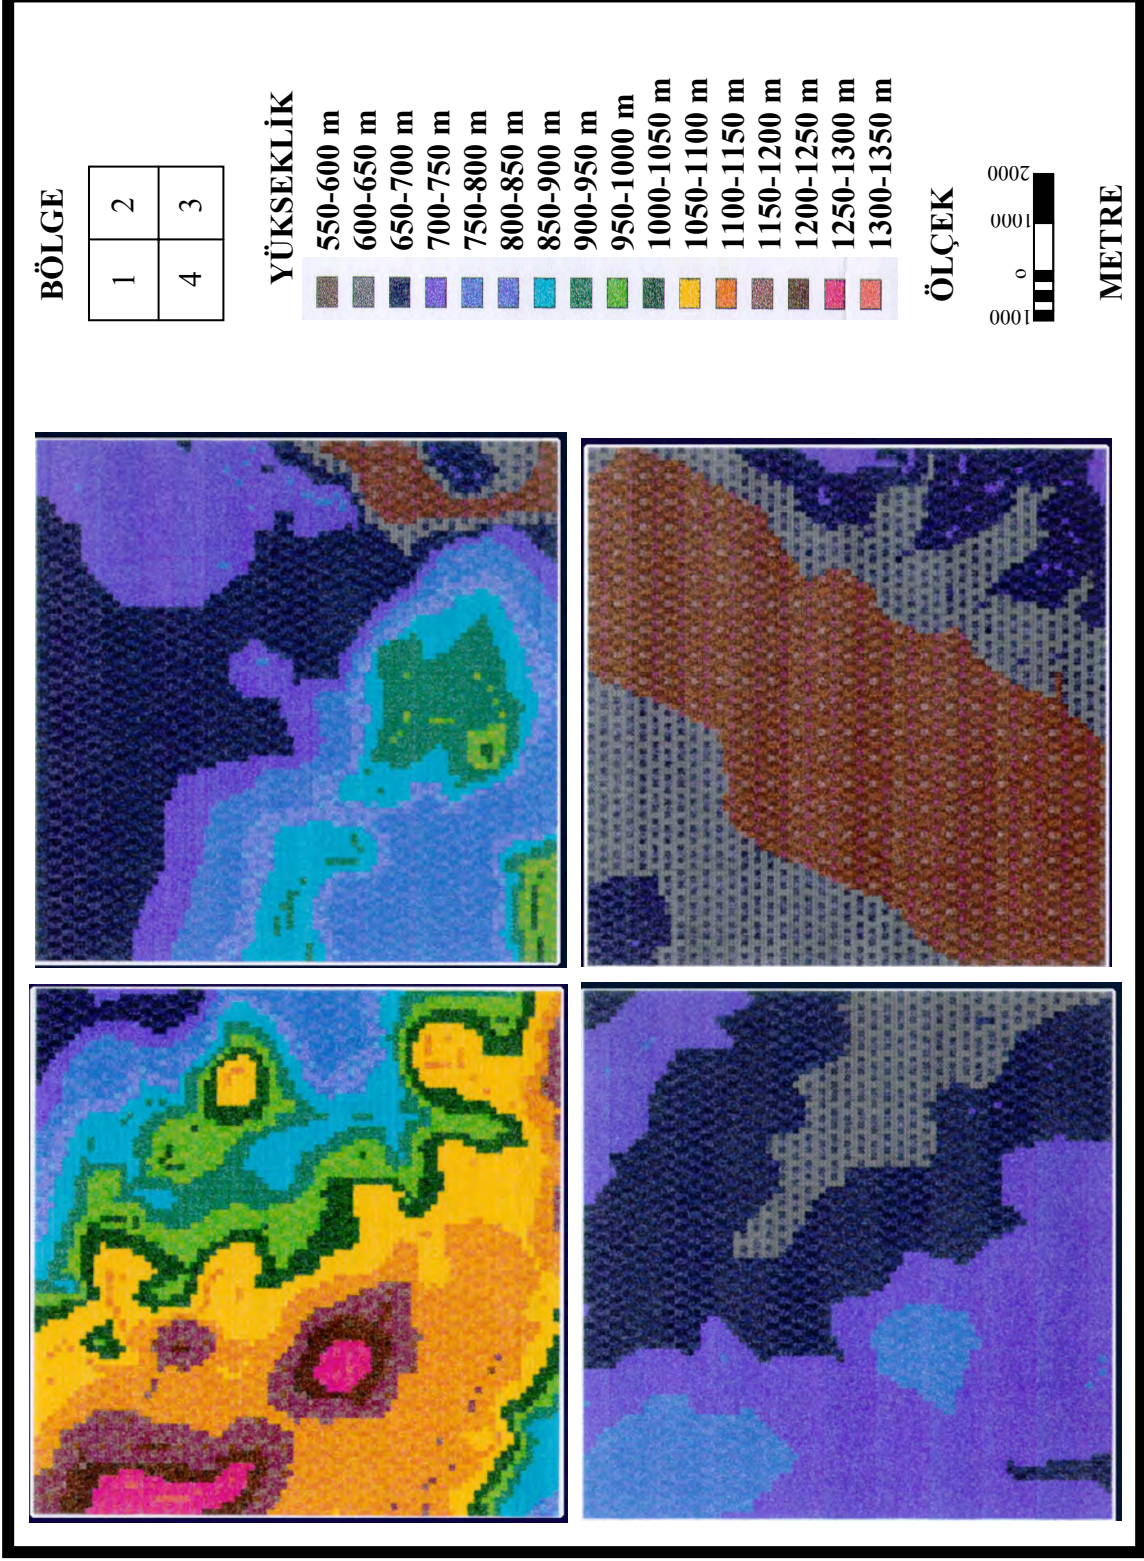 BÖLGE
1 2
4 3
YÜKSEKLİK
550-600 m
600-650 m
650-700 m
700-750 m
750-800 m
800-850 m
850-900 m
900-950 m
950-1000 m
1000-1050 m
1050-1100 m
1100-1150 m
1150-1200 m
1200-1250 m
1250-1300 m
1300-1350 m
ÖLÇEK
1000 0 1000 2000
METRE